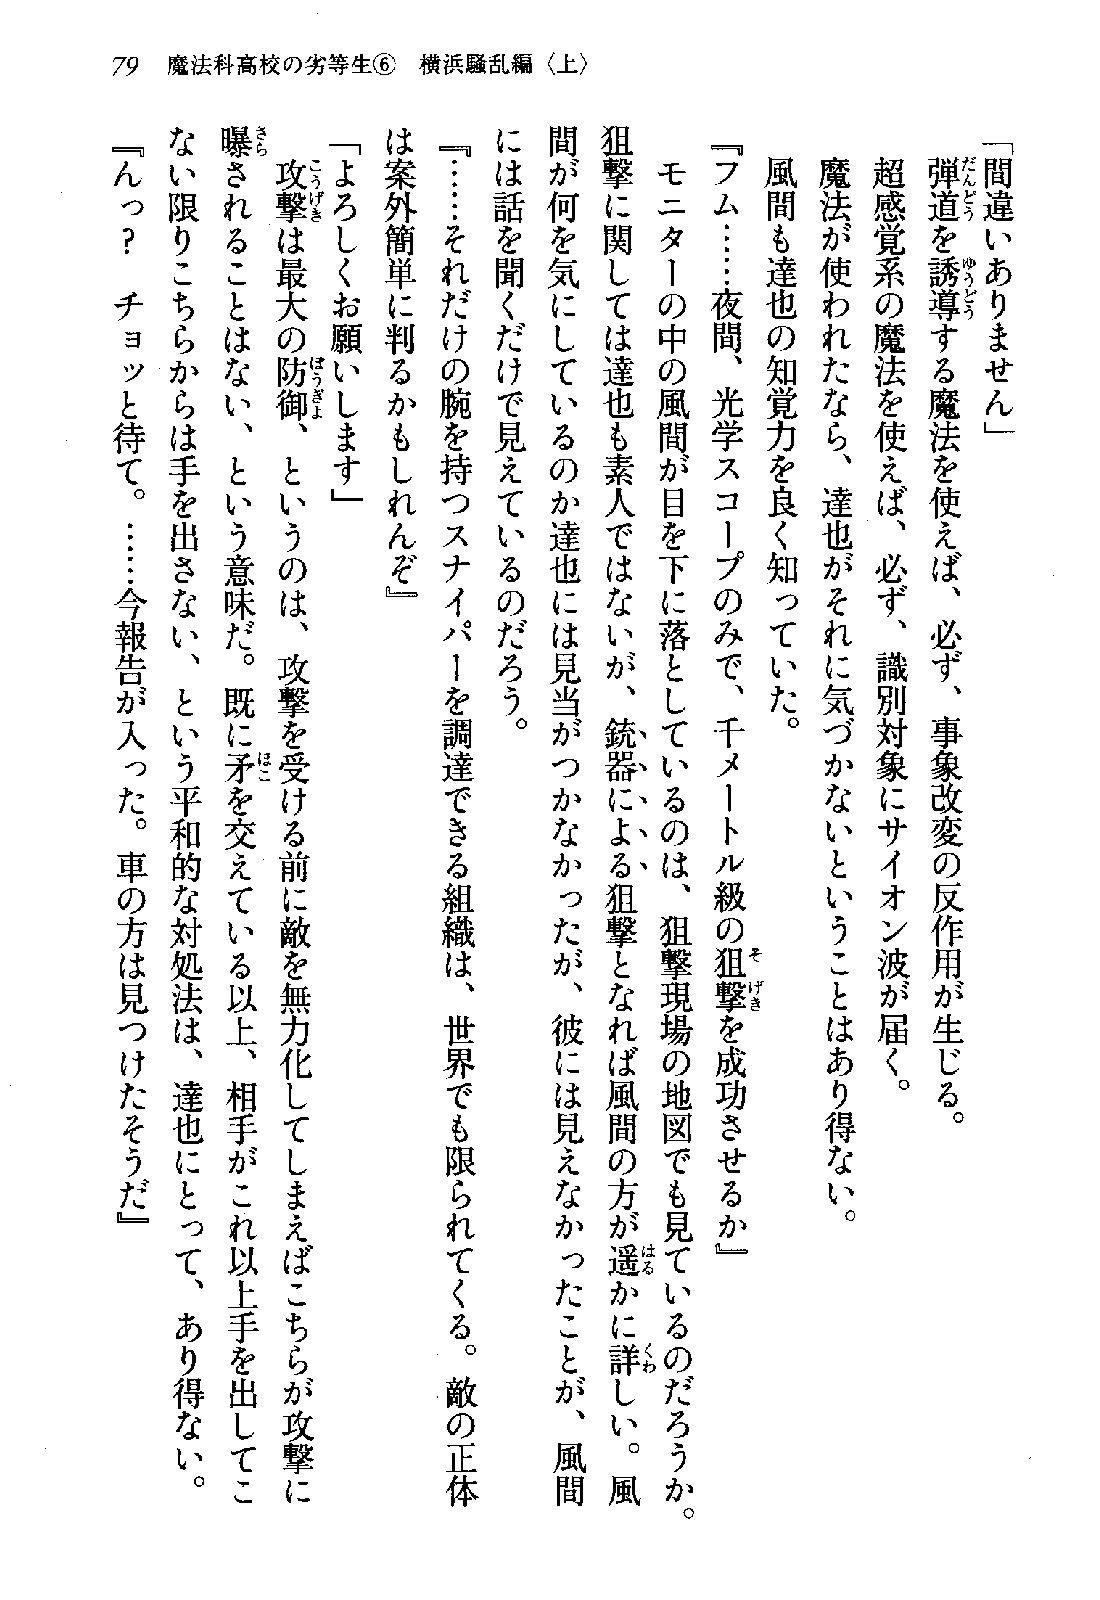 79　魔法科高校の劣等生⑥　横浜騒乱編〈上〉
「間違いありません」
　弾道を誘導する魔法を使えば、必ず、事象改変の反作用が生じる。
　超感覚系の魔法を使えば、必ず、識別対象にサイオン波が届く。
　魔法が使われたなら、達也がそれに気づかないということはあり得ない。
　風間も達也の知覚力を良く知っていた。
『フム……夜間、光学スコープのみで、千メートル級の狙撃を成功させるか』
　モニターの中の風間が目を下に落としているのは、狙撃現場の地図でも見ているのだろうか。
狙撃に関しては達也も素人ではないが、銃器による狙撃となれば風間の方が遥かに詳しい。風
間が何を気にしているのか達也には見当がつかなかったが、彼には見えなかったことが、風間
には話を聞くだけで見えているのだろう。
『……それだけの腕を持つスナイパーを調達できる組織は、世界でも限られてくる。敵の正体
は案外簡単に判るかもしれんぞ』
「よろしくお願いします」
　攻撃は最大の防御、というのは、攻撃を受ける前に敵を無力化してしまえばこちらが攻撃に
曝されることはない、という意味だ。既に矛を交えている以上、相手がこれ以上手を出してこ
ない限りこちらからは手を出さない、という平和的な対処法は、達也にとって、あり得ない。
『んっ？　チョッと待て。……今報告が入った。車の方は見つけたそうだ』